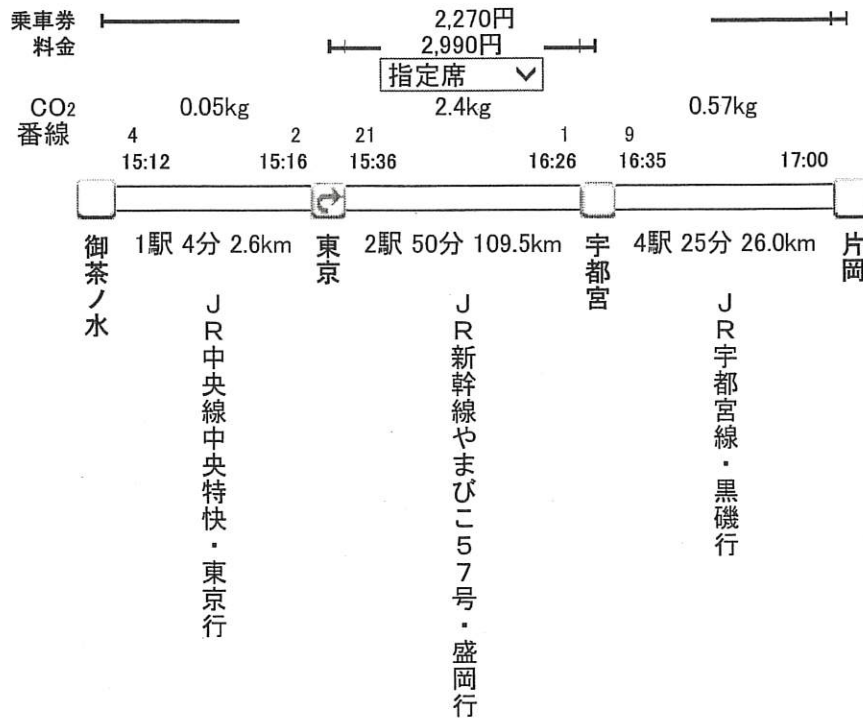 乗車券 2,270円
料金 2,990円
指定席
CO2 0.05kg 2.4kg 0.57kg
番線 4 2 21 1 9
15:12 15:16 15:36 16:26 16:35 17:00
1駅 4分 2.6km 2駅 50分 109.5km 4駅 25分 26.0km
御茶ノ水
東京
宇都宮
片岡
JR中央線中央特快・東京行
JR新幹線やまびこ57号・盛岡行
JR宇都宮線・黒磯行